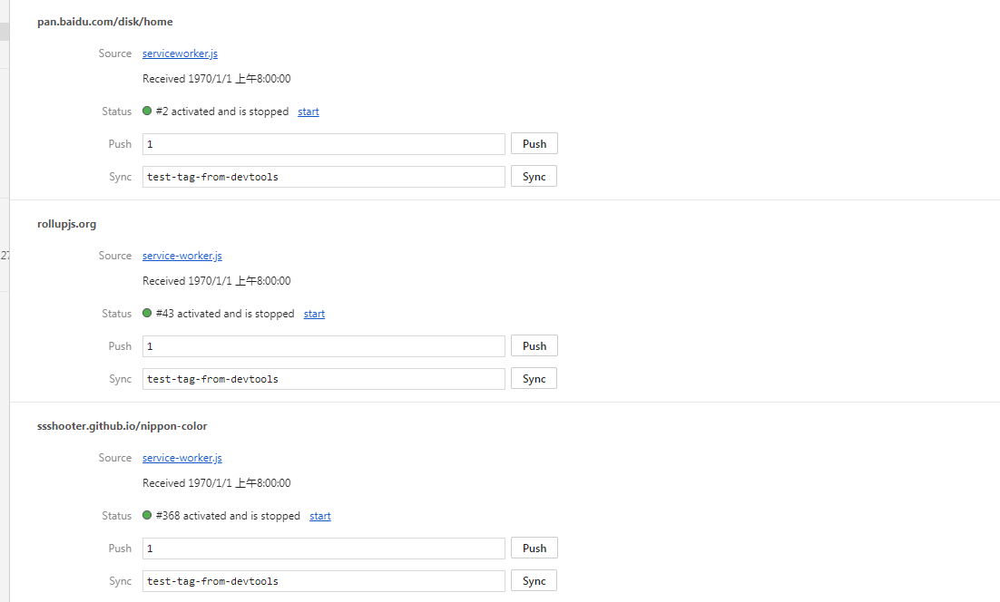 pan.baidu.com/disk/home
Source serviceworker.js
Received 1970/1/1 上午8:00:00
Status #2 activated and is stopped start
Push 1 Push
Sync test-tag-from-devtools Sync
rollupjs.org
27
Source service-worker.js
Received 1970/1/1 上午8:00:00
Status #43 activated and is stopped start
Push 1 Push
Sync test-tag-from-devtools Sync
ssshooter.github.io/nippon-color
Source service-worker.js
Received 1970/1/1 上午8:00:00
Status #368 activated and is stopped start
Push 1 Push
Sync test-tag-from-devtools Sync